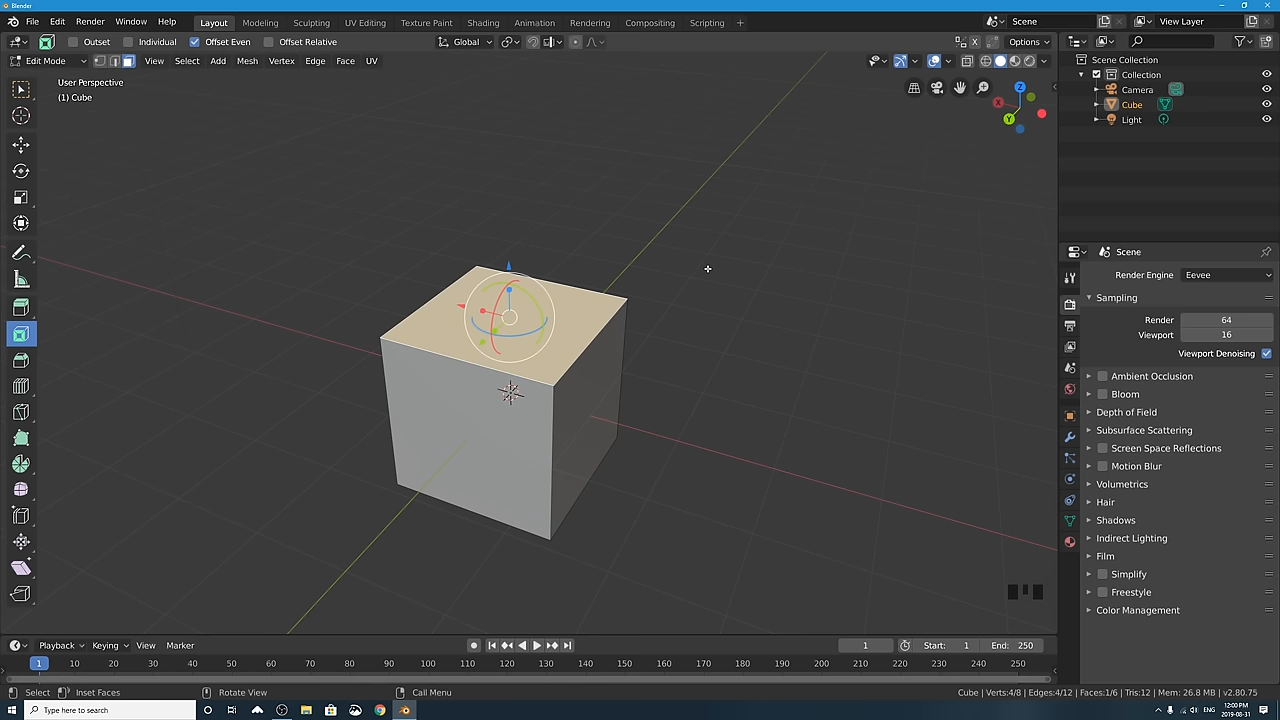 Blender
File Edit Render Window Help Layout Modeling Sculpting UV Editing Texture Paint Shading Animation Rendering Compositing Scripting + Scene View Layer
Outset Individual Offset Even Offset Relative Global X Options
Edit Mode View Select Add Mesh Vertex Edge Face UV
User Perspective
(1) Cube
Z
X
Y
Scene Collection
Collection
Camera
Cube
Light
Scene
Render Engine Eevee
Sampling
Render 64
Viewport 16
Viewport Denoising
Ambient Occlusion
Bloom
Depth of Field
Subsurface Scattering
Screen Space Reflections
Motion Blur
Volumetrics
Hair
Shadows
Indirect Lighting
Film
Simplify
Freestyle
Color Management
Playback Keying View Marker 1 Start: 1 End: 250
1 10 20 30 40 50 60 70 80 90 100 110 120 130 140 150 160 170 180 190 200 210 220 230 240 250
Select Inset Faces Rotate View Call Menu Cube | Verts:4/8 | Edges:4/12 | Faces:1/6 | Tris:12 | Mem: 26.8 MB | v2.80.75
Type here to search ENG 12:00 PM
2019-08-31